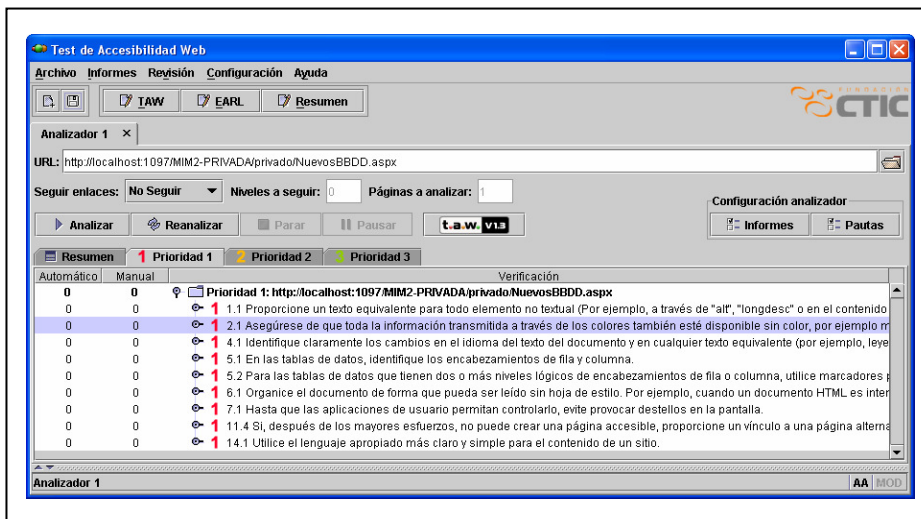 Test de Accesibilidad Web
Archivo Informes Revisión Configuración Ayuda
TAW EARL Resumen
FUNDACIÓN
CTIC
Analizador 1 ×
URL: http://localhost:1097/MIM2-PRIVADA/privado/NuevosBBDD.aspx
Seguir enlaces: No Seguir Niveles a seguir: 0 Páginas a analizar: 1
Configuración analizador
Analizar Reanalizar Parar Pausar t.a.w. V1.3 Informes Pautas
Resumen 1 Prioridad 1 2 Prioridad 2 3 Prioridad 3
Automático Manual Verificación
0 0 Prioridad 1: http://localhost:1097/MIM2-PRIVADA/privado/NuevosBBDD.aspx
0 0 1 1.1 Proporcione un texto equivalente para todo elemento no textual (Por ejemplo, a través de "alt", "longdesc" o en el contenido
0 0 1 2.1 Asegúrese de que toda la información transmitida a través de los colores también esté disponible sin color, por ejemplo m
0 0 1 4.1 Identifique claramente los cambios en el idioma del texto del documento y en cualquier texto equivalente (por ejemplo, leye
0 0 1 5.1 En las tablas de datos, identifique los encabezamientos de fila y columna.
0 0 1 5.2 Para las tablas de datos que tienen dos o más niveles lógicos de encabezamientos de fila o columna, utilice marcadores p
0 0 1 6.1 Organice el documento de forma que pueda ser leído sin hoja de estilo. Por ejemplo, cuando un documento HTML es inter
0 0 1 7.1 Hasta que las aplicaciones de usuario permitan controlarlo, evite provocar destellos en la pantalla.
0 0 1 11.4 Si, después de los mayores esfuerzos, no puede crear una página accesible, proporcione un vínculo a una página alterna
0 0 1 14.1 Utilice el lenguaje apropiado más claro y simple para el contenido de un sitio.
Analizador 1 AA MOD